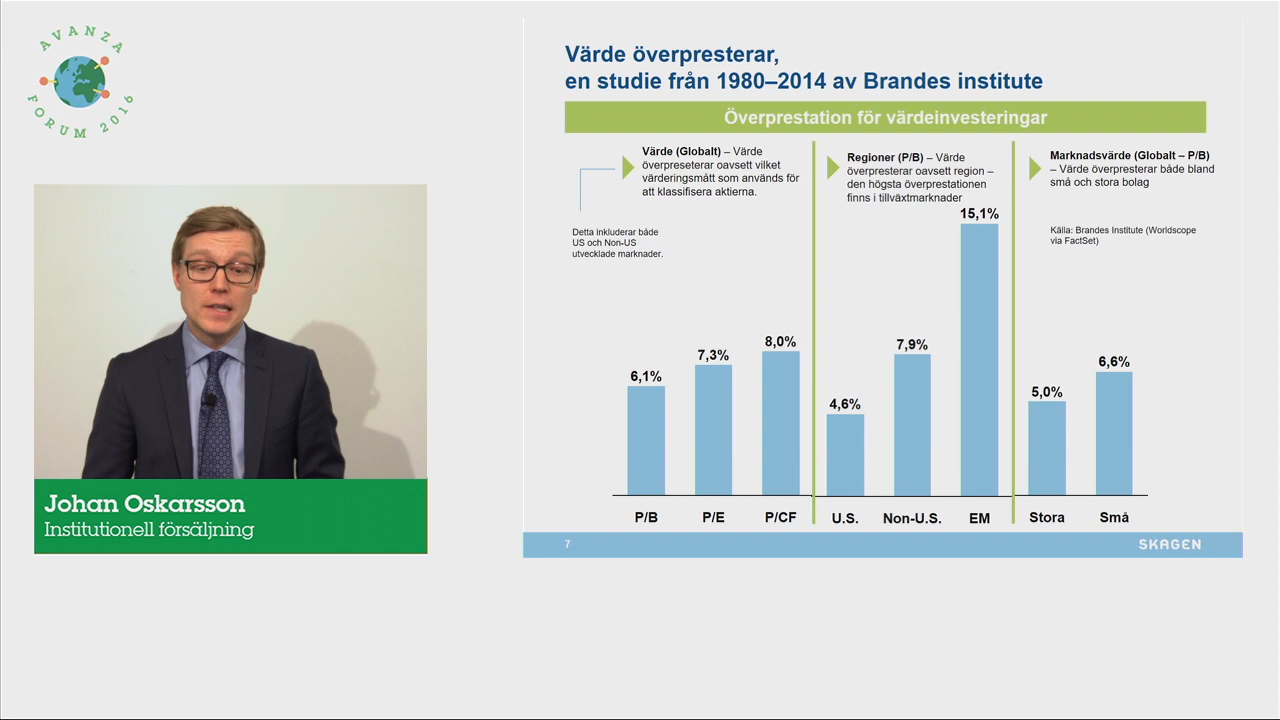 AVANZA
FORUM 2016
Värde överpresterar,
en studie från 1980–2014 av Brandes institute
Överprestation för värdeinvesteringar
Värde (Globalt) – Värde
överpreseterar oavsett vilket
värderingsmått som används för
att klassifisera aktierna.
Detta inkluderar både
US och Non-US
utvecklade marknader.
Regioner (P/B) – Värde
överpresterar oavsett region –
den högsta överprestationen
finns i tillväxtmarknader
Marknadsvärde (Globalt – P/B)
– Värde överpresterar både bland
små och stora bolag
Källa: Brandes Institute (Worldscope
via FactSet)
6,1%
7,3%
8,0%
4,6%
7,9%
15,1%
5,0%
6,6%
P/B
P/E
P/CF
U.S.
Non-U.S.
EM
Stora
Små
7
SKAGEN
Johan Oskarsson
Institutionell försäljning